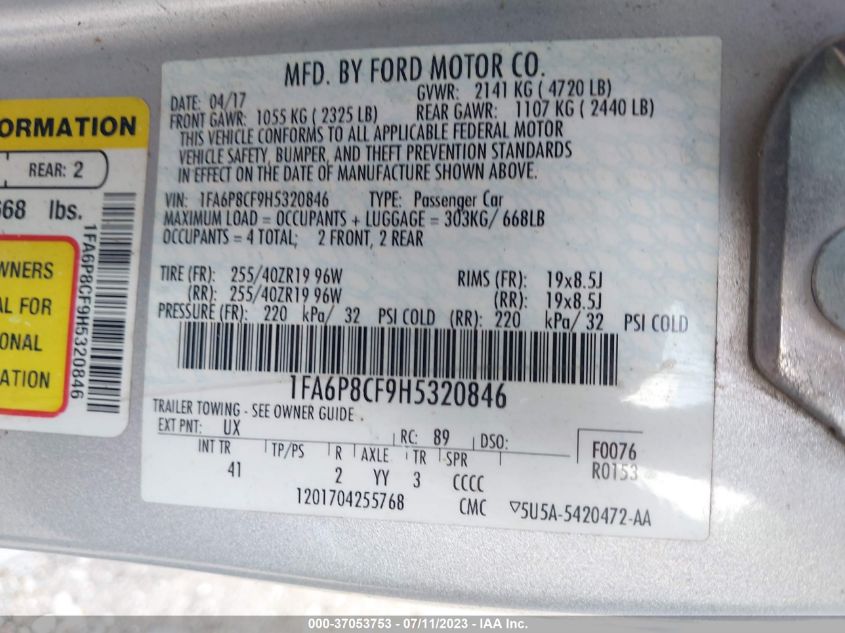 MFD. BY FORD MOTOR CO.
DATE: 04/17 GVWR: 2141 KG ( 4720 LB)
FRONT GAWR: 1055 KG ( 2325 LB) REAR GAWR: 1107 KG ( 2440 LB)
THIS VEHICLE CONFORMS TO ALL APPLICABLE FEDERAL MOTOR
VEHICLE SAFETY, BUMPER, AND THEFT PREVENTION STANDARDS
IN EFFECT ON THE DATE OF MANUFACTURE SHOWN ABOVE.
VIN: 1FA6P8CF9H5320846 TYPE: Passenger Car
MAXIMUM LOAD = OCCUPANTS + LUGGAGE = 303KG/ 668LB
OCCUPANTS = 4 TOTAL; 2 FRONT, 2 REAR
TIRE (FR): 255/40ZR19 96W RIMS (FR): 19x8.5J
(RR): 255/40ZR19 96W (RR): 19x8.5J
PRESSURE (FR): 220 kPa/ 32 PSI COLD (RR): 220 kPa/ 32 PSI COLD
1FA6P8CF9H5320846
TRAILER TOWING - SEE OWNER GUIDE
EXT PNT: UX RC: 89 DSO: F0076
INT TR TP/PS R AXLE TR SPR R0153
41 2 YY 3 CCCC
1201704255768 CMC ▽5U5A-5420472-AA
ORMATION
REAR: 2
668 lbs.
WNERS
AL FOR
ONAL
ATION
1FA6P8CF9H5320846
000-37053753 - 07/11/2023 - IAA Inc.